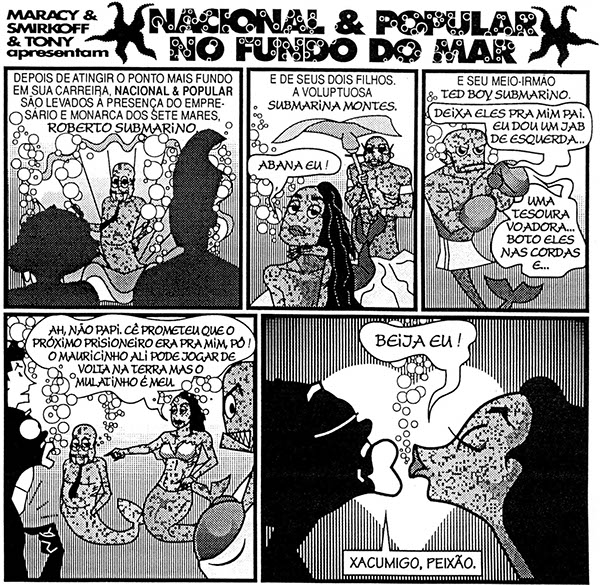 MARACY &
SMIRKOFF
& TONY
apresentam
NACIONAL & POPULAR
NO FUNDO DO MAR
DEPOIS DE ATINGIR O PONTO MAIS FUNDO
EM SUA CARREIRA, NACIONAL & POPULAR
SÃO LEVADOS À PRESENÇA DO EMPRE-
SÁRIO E MONARCA DOS SETE MARES,
ROBERTO SUBMARINO,
E DE SEUS DOIS FILHOS.
A VOLUPTUOSA
SUBMARINA MONTES.
ABANA EU !
E SEU MEIO-IRMÃO
TED BOY SUBMARINO.
DEIXA ELES PRA MIM PAI.
EU DOU UM JAB
DE ESQUERDA...
UMA
TESOURA
VOADORA...
BOTO ELES
NAS CORDAS
E...
AH, NÃO PAPI. CÊ PROMETEU QUE O
PRÓXIMO PRISIONEIRO ERA PRA MIM, PÔ !
O MAURICINHO ALI PODE JOGAR DE
VOLTA NA TERRA MAS O
MULATINHO É MEU.
BEIJA EU !
XACUMIGO, PEIXÃO.